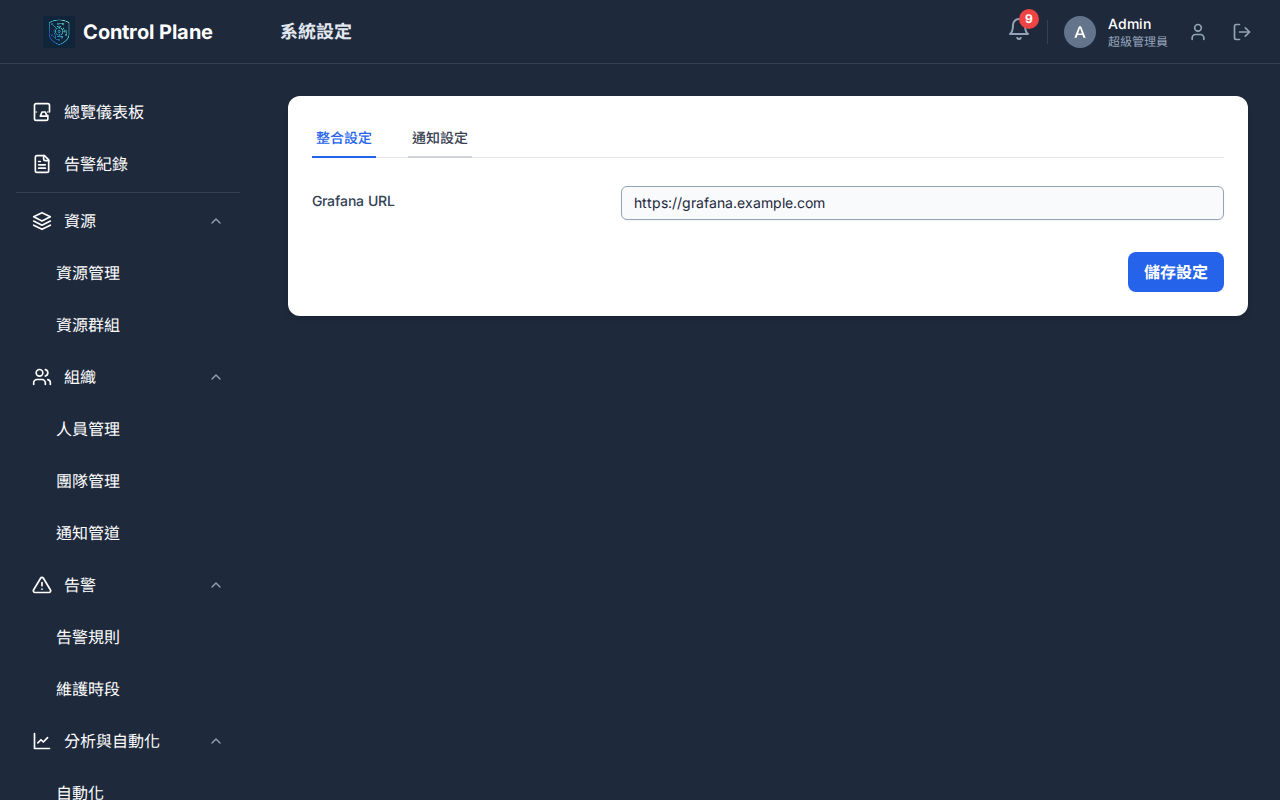 Control Plane
系統設定
9
A
Admin
超級管理員
總覽儀表板
告警紀錄
資源
資源管理
資源群組
組織
人員管理
團隊管理
通知管道
告警
告警規則
維護時段
分析與自動化
自動化
整合設定
通知設定
Grafana URL
https://grafana.example.com
儲存設定